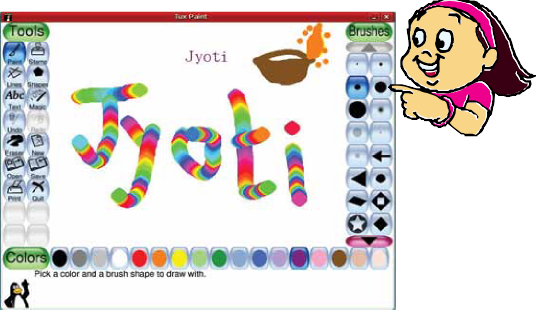 Tux Paint
Tools
Brushes
Paint
Stamp
Lines
Shapes
Abc
Text
Magic
Undo
Redo
Eraser
New
Open
Save
Print
Quit
Jyoti
Jyoti
Colors
Pick a color and a brush shape to draw with.